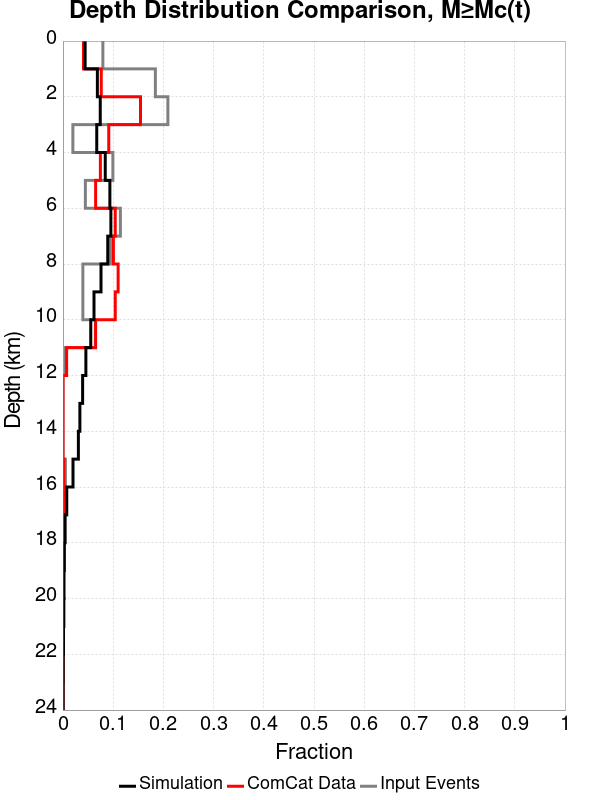 Depth Distribution Comparison, M≥Mc(t)
0
2
4
6
8
10
12
14
16
18
20
22
24
Depth (km)
0 0.1 0.2 0.3 0.4 0.5 0.6 0.7 0.8 0.9 1
Fraction
Simulation ComCat Data Input Events